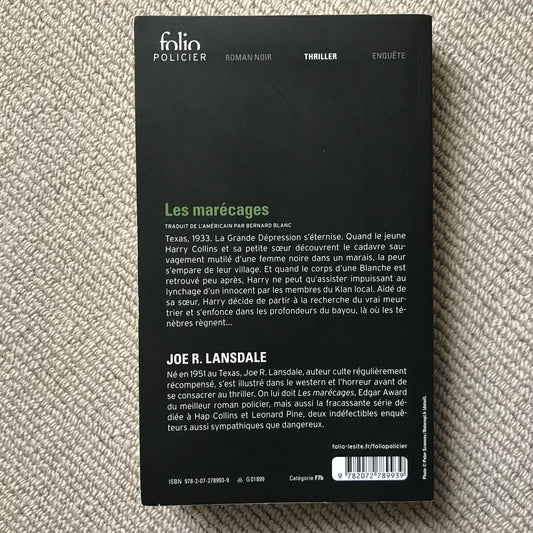 folio
POLICIER
ROMAN NOIR THRILLER ENQUÊTE
Les marécages
TRADUIT DE L'AMÉRICAIN PAR BERNARD BLANC
Texas, 1933. La Grande Dépression s'éternise. Quand le jeune
Harry Collins et sa petite sœur découvrent le cadavre sau-
vagement mutilé d'une femme noire dans un marais, la peur
s'empare de leur village. Et quand le corps d'une Blanche est
retrouvé peu après, Harry ne peut qu'assister impuissant au
lynchage d'un innocent par les membres du Klan local. Aidé de
sa sœur, Harry décide de partir à la recherche du vrai meur-
trier et s'enfonce dans les profondeurs du bayou, là où les té-
nèbres règnent...
JOE R. LANSDALE
Né en 1951 au Texas, Joe R. Lansdale, auteur culte régulièrement
récompensé, s'est illustré dans le western et l'horreur avant de
se consacrer au thriller. On lui doit Les marécages, Edgar Award
du meilleur roman policier, mais aussi la fracassante série dé-
diée à Hap Collins et Leonard Pine, deux indéfectibles enquê-
teurs aussi sympathiques que dangereux.
folio-lesite.fr/foliopolicier
ISBN 978-2-07-278993-9 G01899 Catégorie F7b
9 782072 789939